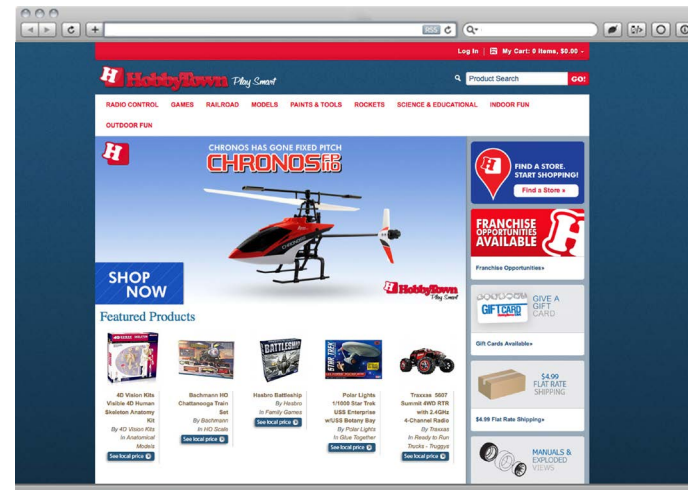 RSS
Log In | My Cart: 0 Items, $0.00
H HobbyTown Play Smart
Product Search GO!
RADIO CONTROL GAMES RAILROAD MODELS PAINTS & TOOLS ROCKETS SCIENCE & EDUCATIONAL INDOOR FUN
OUTDOOR FUN
H
CHRONOS HAS GONE FIXED PITCH
CHRONOS FP 110
CHRONOS
SHOP
NOW
H HobbyTown
Play Smart
FIND A STORE.
START SHOPPING!
Find a Store »
FRANCHISE
OPPORTUNITIES
AVAILABLE
Franchise Opportunities»
GIFT CARD
GIVE A
GIFT
CARD
Gift Cards Available»
$4.99
FLAT RATE
SHIPPING
$4.99 Flat Rate Shipping»
MANUALS &
EXPLODED
VIEWS
Featured Products
BATTLESHIP
STAR TREK
4D Vision Kits
Visible 4D Human
Skeleton Anatomy
Kit
By 4D Vision Kits
In Anatomical
Models
See local price
Bachmann HO
Chattanooga Train
Set
By Bachmann
In HO Scale
See local price
Hasbro Battleship
By Hasbro
In Family Games
See local price
Polar Lights
1/1000 Star Trek
USS Enterprise
w/USS Botany Bay
By Polar Lights
In Glue Together
See local price
Traxxas 5607
Summit 4WD RTR
with 2.4GHz
4-Channel Radio
By Traxxas
In Ready to Run
Trucks - Truggys
See local price